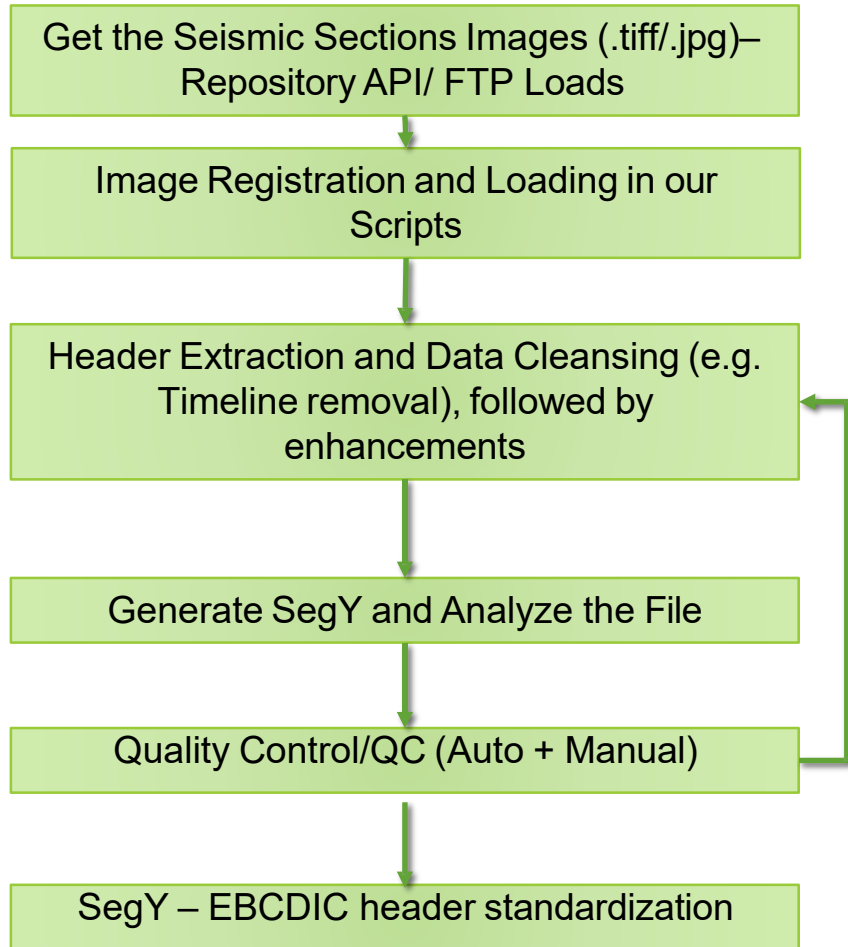 Get the Seismic Sections Images (.tiff/.jpg)–
Repository API/ FTP Loads
Image Registration and Loading in our
Scripts
Header Extraction and Data Cleansing (e.g.
Timeline removal), followed by
enhancements
Generate SegY and Analyze the File
Quality Control/QC (Auto + Manual)
SegY – EBCDIC header standardization